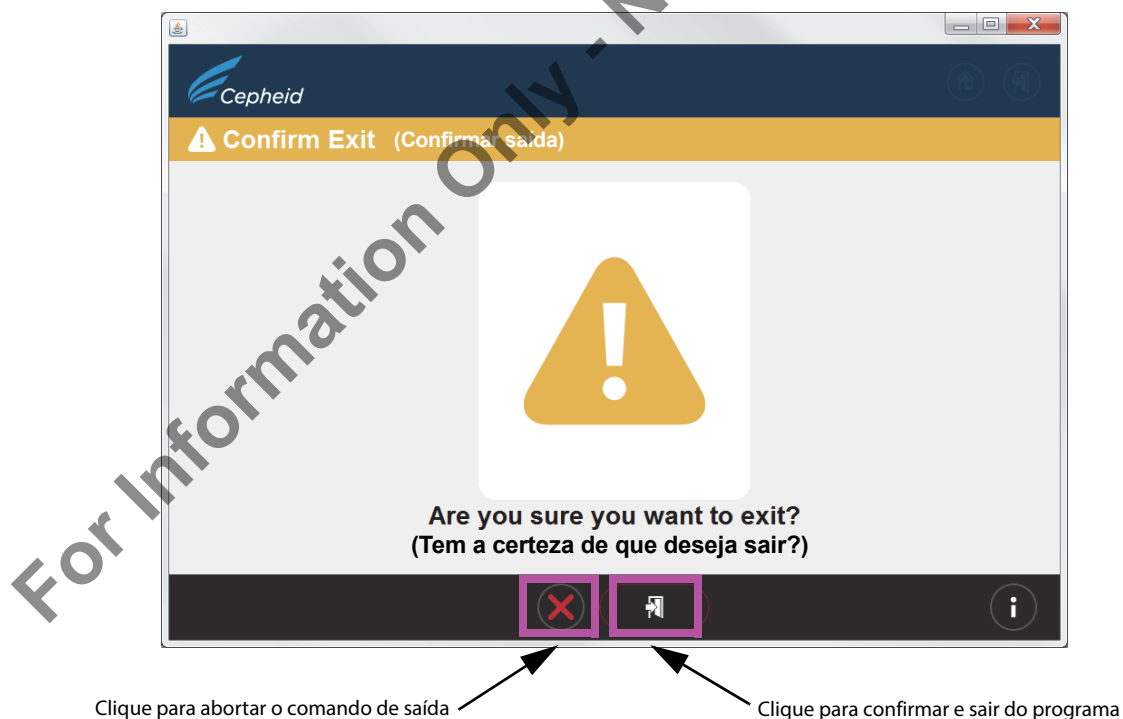 Cepheid
Confirm Exit (Confirmar saída)
For Information Only - N
Are you sure you want to exit?
(Tem a certeza de que deseja sair?)
i
Clique para abortar o comando de saída
Clique para confirmar e sair do programa